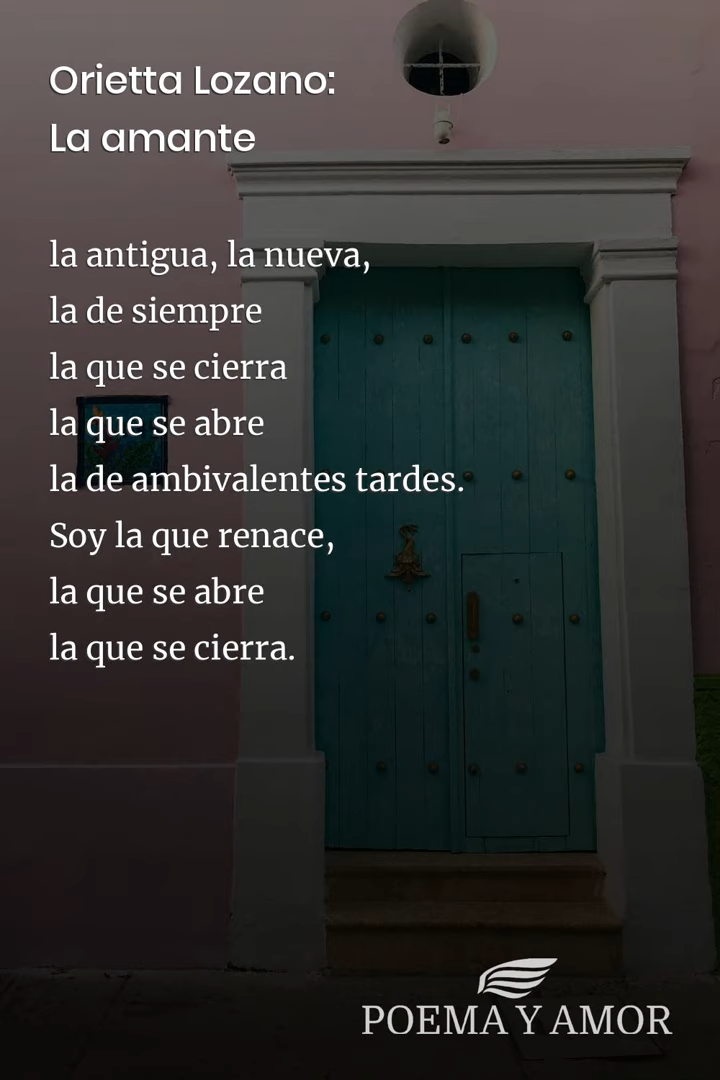 Orietta Lozano:
La amante
la antigua, la nueva,
la de siempre
la que se cierra
la que se abre
la de ambivalentes tardes.
Soy la que renace,
la que se abre
la que se cierra.
POEMA Y AMOR